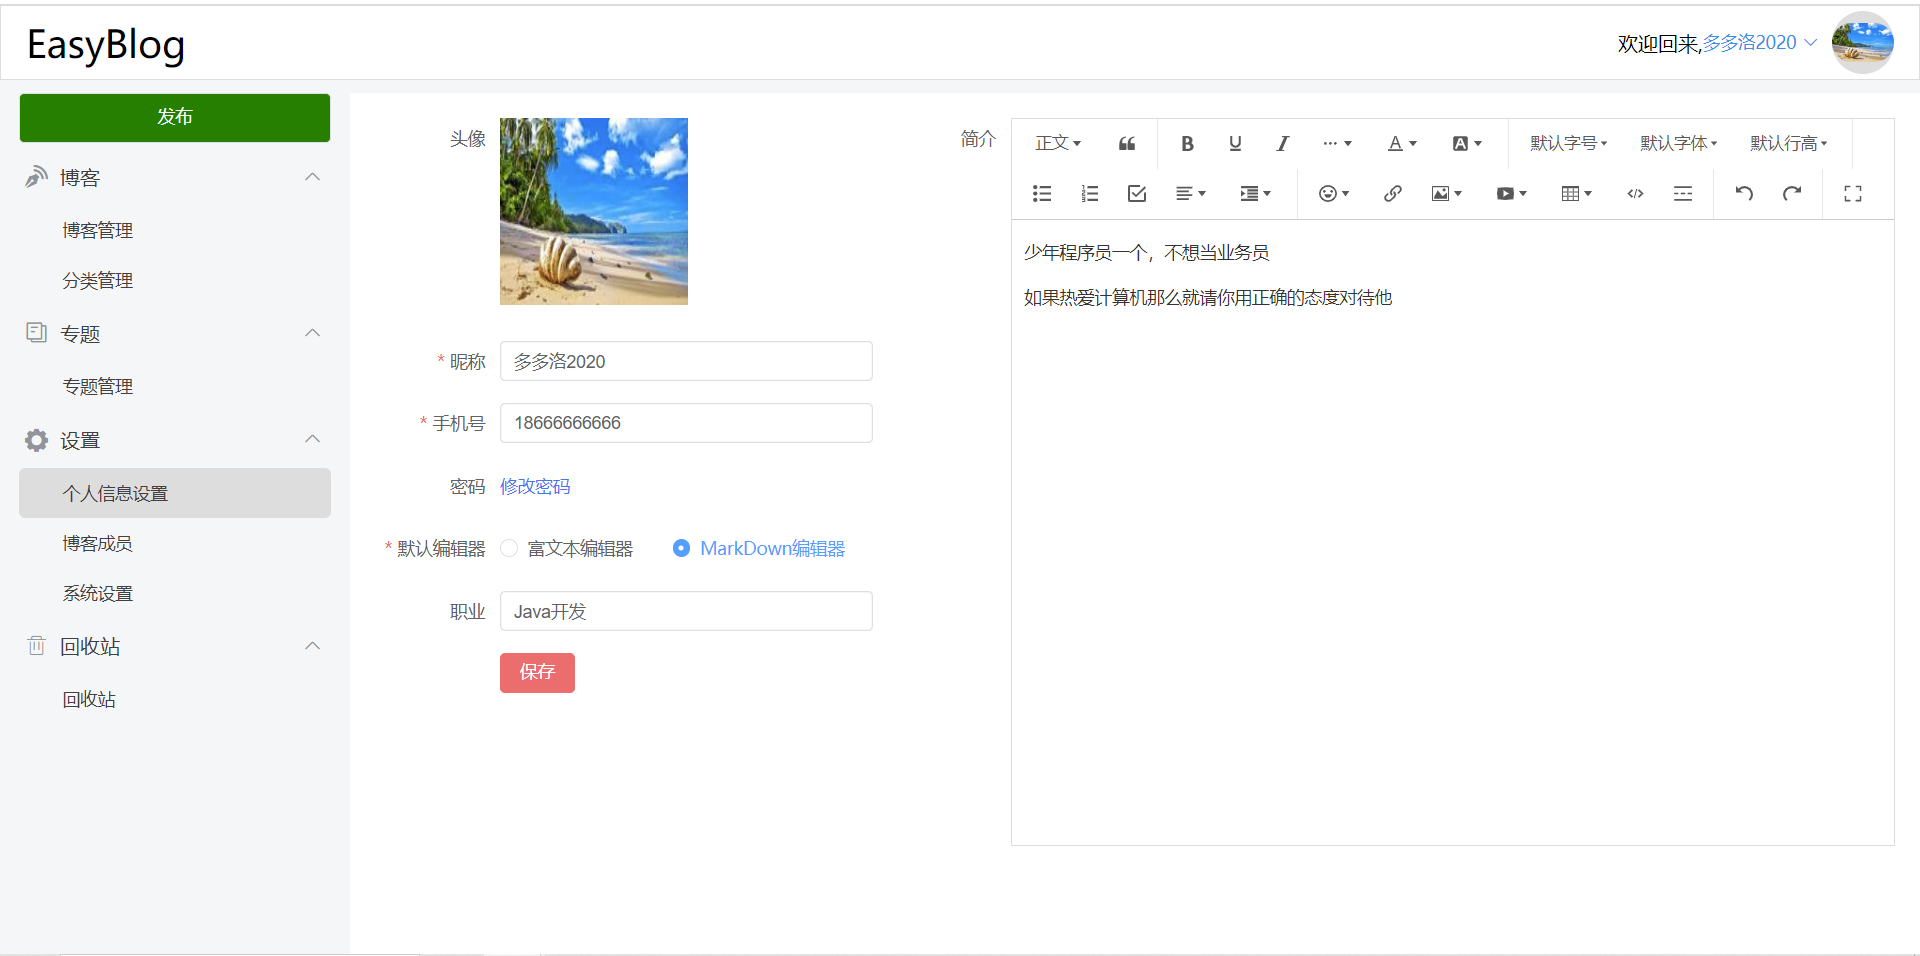 EasyBlog
欢迎回来,多多洛2020
发布
博客
博客管理
分类管理
专题
专题管理
设置
个人信息设置
博客成员
系统设置
回收站
回收站
头像
* 昵称
多多洛2020
* 手机号
18666666666
密码 修改密码
* 默认编辑器 富文本编辑器 MarkDown编辑器
职业
Java开发
保存
简介
正文 B U I A A 默认字号 默认字体 默认行高
少年程序员一个，不想当业务员
如果热爱计算机那么就请你用正确的态度对待他